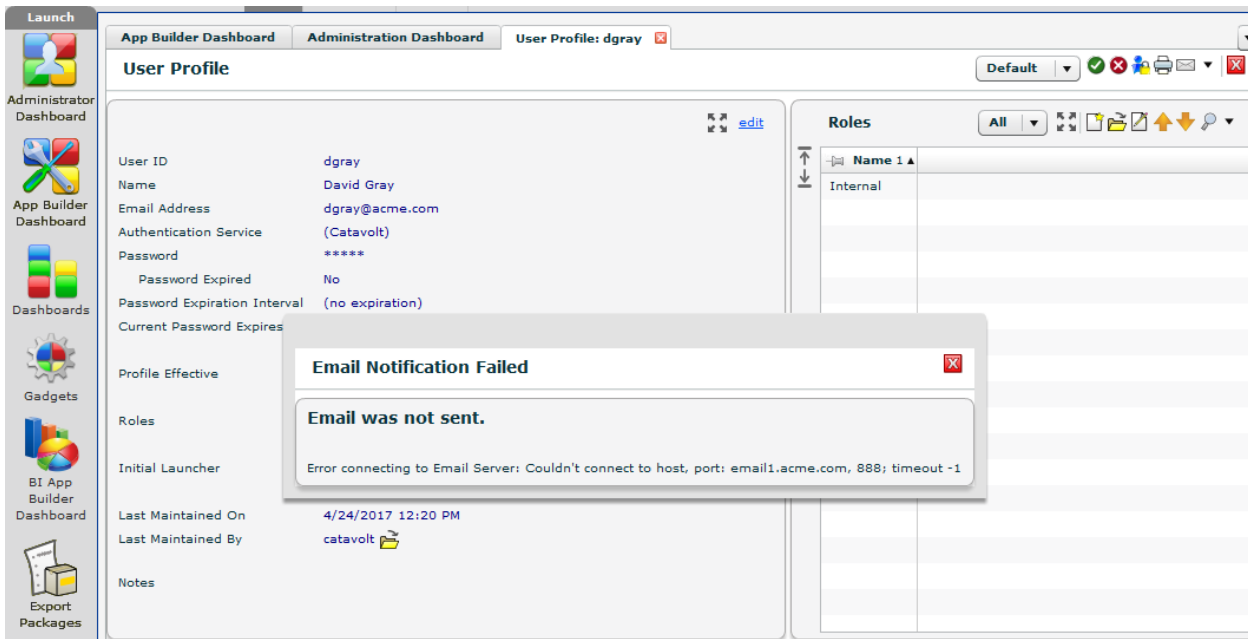 Launch
Administrator
Dashboard
App Builder
Dashboard
Dashboards
Gadgets
BI App
Builder
Dashboard
Export
Packages
App Builder Dashboard
Administration Dashboard
User Profile: dgray
User Profile
Default
edit
User ID dgray
Name David Gray
Email Address dgray@acme.com
Authentication Service (Catavolt)
Password *****
Password Expired No
Password Expiration Interval (no expiration)
Current Password Expires
Profile Effective
Roles
Initial Launcher
Last Maintained On 4/24/2017 12:20 PM
Last Maintained By catavolt
Notes
Roles
All
Name 1
Internal
Email Notification Failed
Email was not sent.
Error connecting to Email Server: Couldn't connect to host, port: email1.acme.com, 888; timeout -1